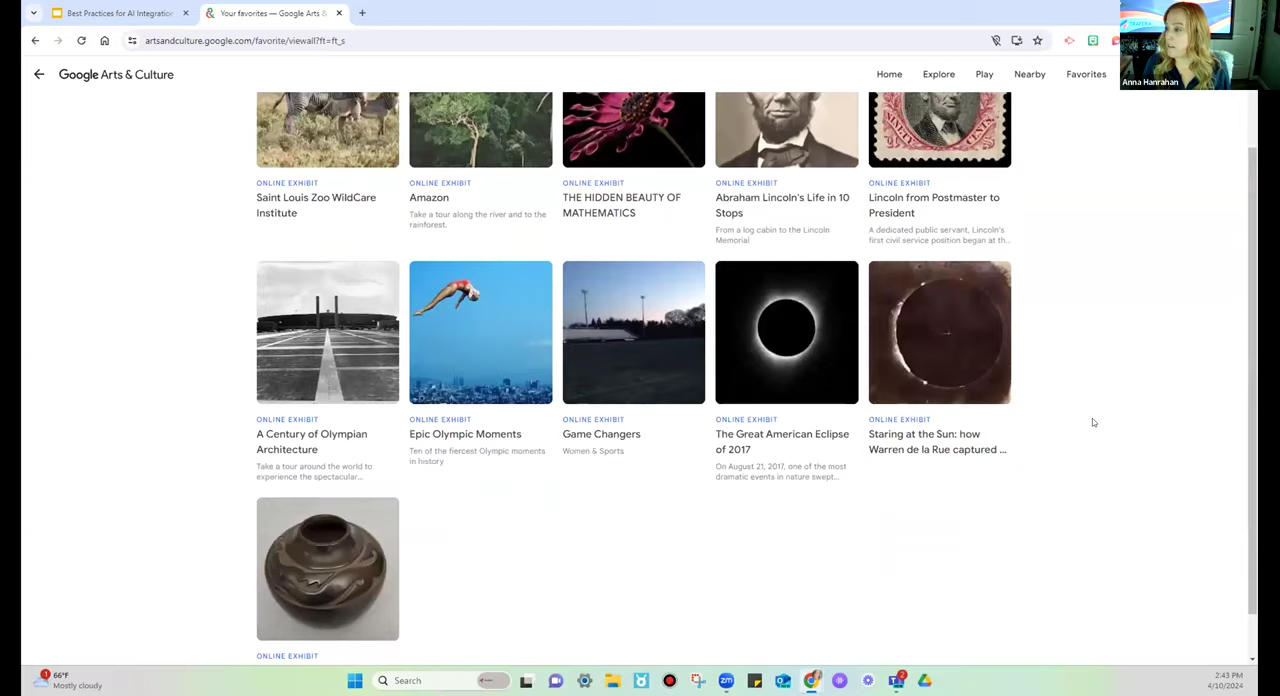 Best Practices for AI Integration
Your favorites — Google Arts &
artsandculture.google.com/favorite/viewall?ft=ft_s
TRAFERA
Anna Hanrahan
Google Arts & Culture
Home
Explore
Play
Nearby
Favorites
NINETY CENTS
ONLINE EXHIBIT
Saint Louis Zoo WildCare
Institute
ONLINE EXHIBIT
Amazon
Take a tour along the river and to the
rainforest.
ONLINE EXHIBIT
THE HIDDEN BEAUTY OF
MATHEMATICS
ONLINE EXHIBIT
Abraham Lincoln's Life in 10
Stops
From a log cabin to the Lincoln
Memorial
ONLINE EXHIBIT
Lincoln from Postmaster to
President
A dedicated public servant, Lincoln's
first civil service position began at th...
ONLINE EXHIBIT
A Century of Olympian
Architecture
Take a tour around the world to
experience the spectacular...
ONLINE EXHIBIT
Epic Olympic Moments
Ten of the fiercest Olympic moments
in history
ONLINE EXHIBIT
Game Changers
Women & Sports
ONLINE EXHIBIT
The Great American Eclipse
of 2017
On August 21, 2017, one of the most
dramatic events in nature swept...
ONLINE EXHIBIT
Staring at the Sun: how
Warren de la Rue captured ...
ONLINE EXHIBIT
1
66°F
Mostly cloudy
Search
zm
2
2:43 PM
4/10/2024